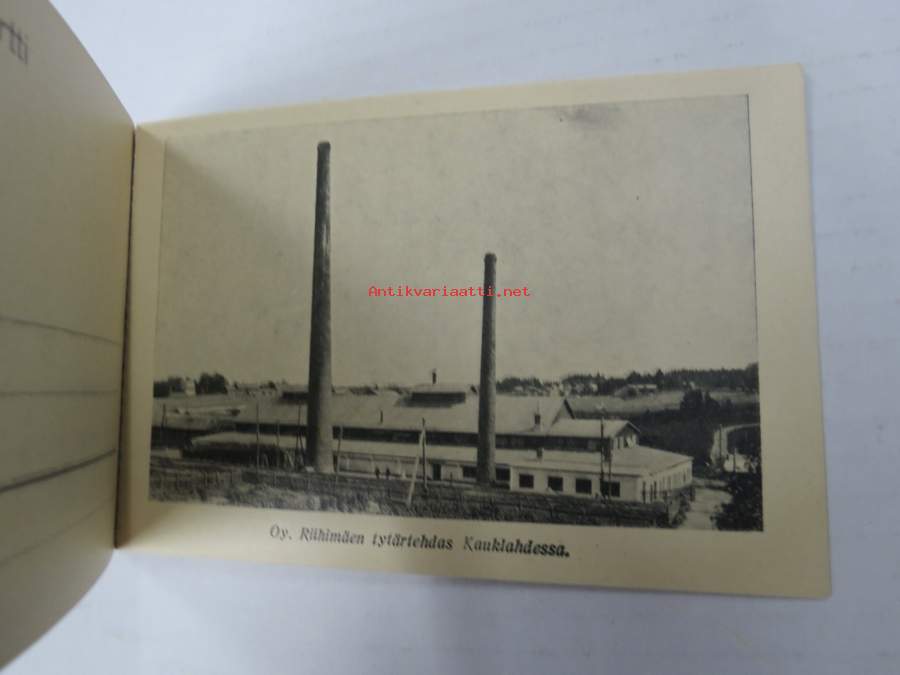 Antikvariaatti.net
Oy. Riihimäen tytärtehdas Kauklahdessa.